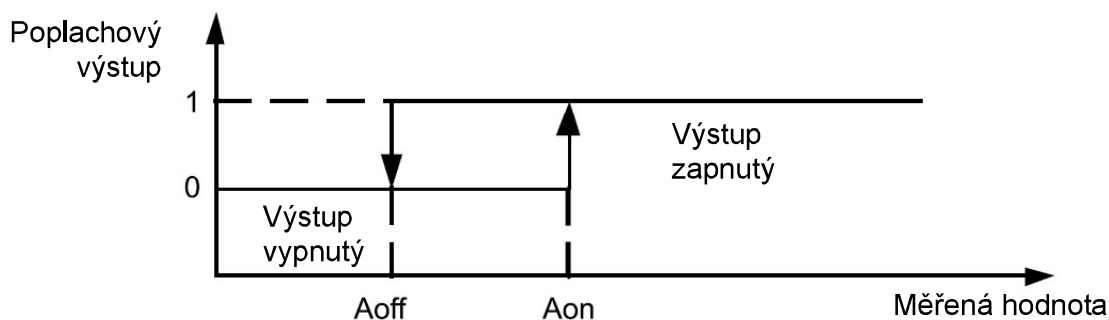 Poplachový
výstup
1
Výstup
zapnutý
0
Výstup
vypnutý
Aoff
Aon
Měřená hodnota